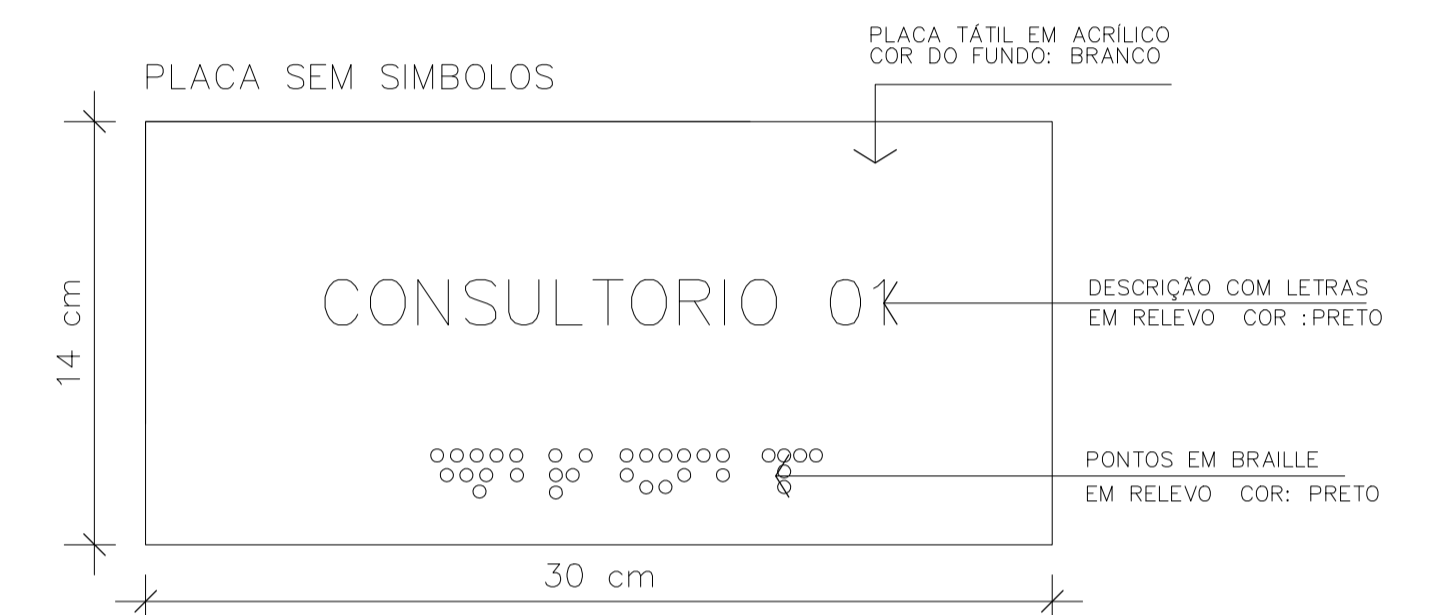 PLACA TÁTIL EM ACRÍLICO
COR DO FUNDO: BRANCO
PLACA SEM SIMBOLOS
14 cm
CONSULTORIO 01
DESCRIÇÃO COM LETRAS
EM RELEVO COR :PRETO
PONTOS EM BRAILLE
EM RELEVO COR: PRETO
30 cm